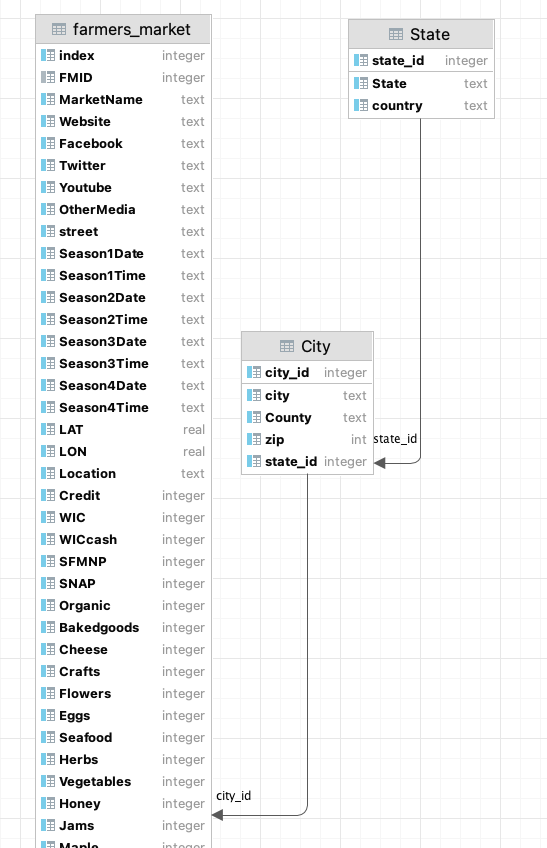 farmers_market
index integer
FMID integer
MarketName text
Website text
Facebook text
Twitter text
Youtube text
OtherMedia text
street text
Season1Date text
Season1Time text
Season2Date text
Season2Time text
Season3Date text
Season3Time text
Season4Date text
Season4Time text
LAT real
LON real
Location text
Credit integer
WIC integer
WICcash integer
SFMNP integer
SNAP integer
Organic integer
Bakedgoods integer
Cheese integer
Crafts integer
Flowers integer
Eggs integer
Seafood integer
Herbs integer
Vegetables integer
Honey integer
Jams integer
Maple integer
State
state_id integer
State text
country text
City
city_id integer
city text
County text
zip int
state_id integer
state_id
city_id